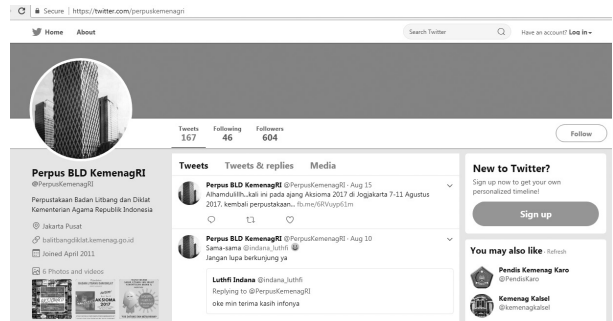 Secure | https://twitter.com/perpuskemenagri
Home About Search Twitter Have an account? Log in
Tweets Following Followers
167 46 604
Follow
Perpus BLD KemenagRI
@PerpusKemenagRI
Perpustakaan Badan Litbang dan Diklat
Kementerian Agama Republik Indonesia
Jakarta Pusat
balitbangdiklat.kemenag.go.id
Joined April 2011
6 Photos and videos
AKSIOMA
2017
Tweets Tweets & replies Media
Perpus BLD KemenagRI @PerpusKemenagRI · Aug 15
Alhamdulillh...kali ini pada ajang Aksioma 2017 di Jogjakarta 7-11 Agustus
2017, kembali perpustakaan... fb.me/6RVuyp61m
Perpus BLD KemenagRI @PerpusKemenagRI · Aug 10
Sama-sama @indana_luthfi
Jangan lupa berkunjung ya
Luthfi Indana @indana_luthfi
Replying to @PerpusKemenagRI
oke min terima kasih infonya
New to Twitter?
Sign up now to get your own
personalized timeline!
Sign up
You may also like · Refresh
Pendis Kemenag Karo
@PendisKaro
Kemenag Kalsel
@kemenagkalsel